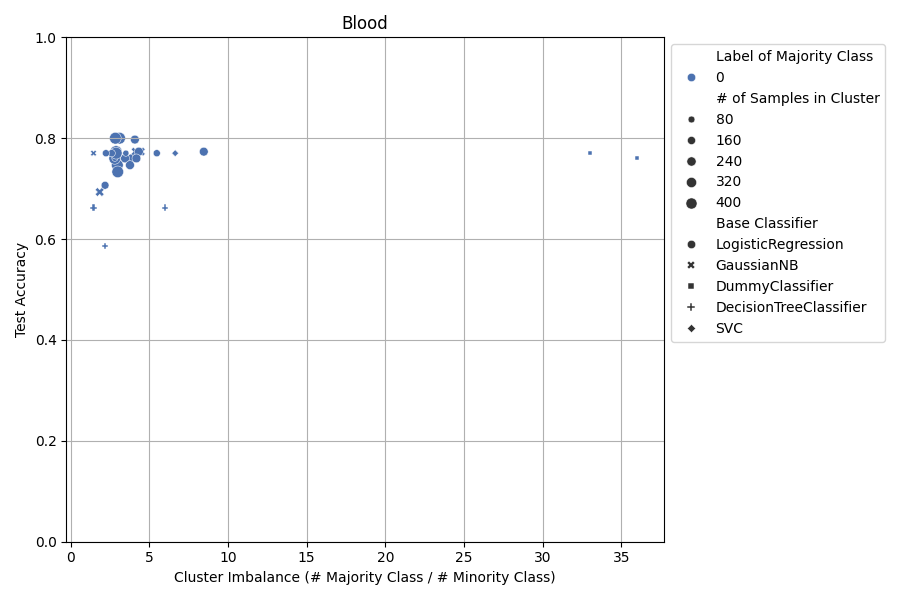 Blood
1.0
0.8
0.6
0.4
0.2
0.0
Test Accuracy
0 5 10 15 20 25 30 35
Cluster Imbalance (# Majority Class / # Minority Class)
Label of Majority Class
0
# of Samples in Cluster
80
160
240
320
400
Base Classifier
LogisticRegression
GaussianNB
DummyClassifier
DecisionTreeClassifier
SVC